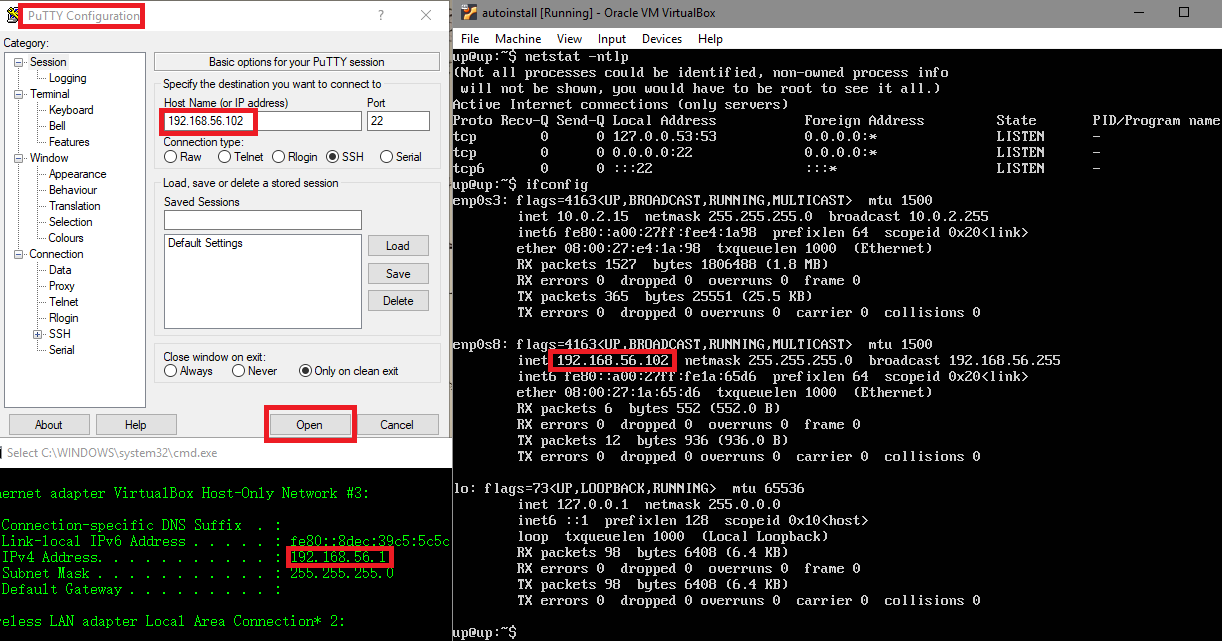 PuTTY Configuration
?
Category:
Session
Logging
Terminal
Keyboard
Bell
Features
Window
Appearance
Behaviour
Translation
Selection
Colours
Connection
Data
Proxy
Telnet
Rlogin
SSH
Serial
Basic options for your PuTTY session
Specify the destination you want to connect to
Host Name (or IP address) Port
192.168.56.102 22
Connection type:
Raw Telnet Rlogin SSH Serial
Load, save or delete a stored session
Saved Sessions
Default Settings
Load
Save
Delete
Close window on exit:
Always Never Only on clean exit
About Help Open Cancel
Select C:\WINDOWS\system32\cmd.exe
ernet adapter VirtualBox Host-Only Network #3:
Connection-specific DNS Suffix . :
Link-local IPv6 Address . . . . . : fe80::8dec:39c5:5c5c
IPv4 Address. . . . . . . . . . . : 192.168.56.1
Subnet Mask . . . . . . . . . . . : 255.255.255.0
Default Gateway . . . . . . . . . :
eless LAN adapter Local Area Connection* 2:
autoinstall [Running] - Oracle VM VirtualBox
File Machine View Input Devices Help
up@up:~$ netstat -ntlp
(Not all processes could be identified, non-owned process info
will not be shown, you would have to be root to see it all.)
Active Internet connections (only servers)
Proto Recv-Q Send-Q Local Address Foreign Address State PID/Program name
tcp 0 0 127.0.0.53:53 0.0.0.0:* LISTEN -
tcp 0 0 0.0.0.0:22 0.0.0.0:* LISTEN -
tcp6 0 0 :::22 :::* LISTEN -
up@up:~$ ifconfig
enp0s3: flags=4163<UP,BROADCAST,RUNNING,MULTICAST> mtu 1500
inet 10.0.2.15 netmask 255.255.255.0 broadcast 10.0.2.255
inet6 fe80::a00:27ff:fee4:1a98 prefixlen 64 scopeid 0x20<link>
ether 08:00:27:e4:1a:98 txqueuelen 1000 (Ethernet)
RX packets 1527 bytes 1806488 (1.8 MB)
RX errors 0 dropped 0 overruns 0 frame 0
TX packets 365 bytes 25551 (25.5 KB)
TX errors 0 dropped 0 overruns 0 carrier 0 collisions 0
enp0s8: flags=4163<UP,BROADCAST,RUNNING,MULTICAST> mtu 1500
inet 192.168.56.102 netmask 255.255.255.0 broadcast 192.168.56.255
inet6 fe80::a00:27ff:fe1a:65d6 prefixlen 64 scopeid 0x20<link>
ether 08:00:27:1a:65:d6 txqueuelen 1000 (Ethernet)
RX packets 6 bytes 552 (552.0 B)
RX errors 0 dropped 0 overruns 0 frame 0
TX packets 12 bytes 936 (936.0 B)
TX errors 0 dropped 0 overruns 0 carrier 0 collisions 0
lo: flags=73<UP,LOOPBACK,RUNNING> mtu 65536
inet 127.0.0.1 netmask 255.0.0.0
inet6 ::1 prefixlen 128 scopeid 0x10<host>
loop txqueuelen 1000 (Local Loopback)
RX packets 98 bytes 6408 (6.4 KB)
RX errors 0 dropped 0 overruns 0 frame 0
TX packets 98 bytes 6408 (6.4 KB)
TX errors 0 dropped 0 overruns 0 carrier 0 collisions 0
up@up:~$